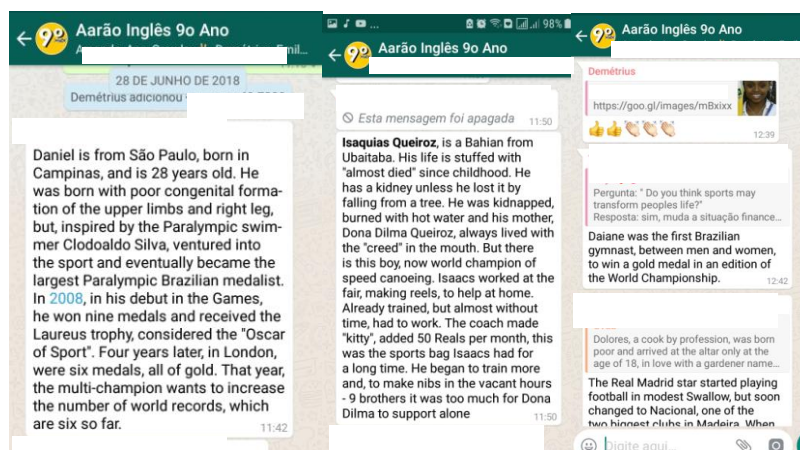 9º
Aarão Inglês 9o Ano
28 DE JUNHO DE 2018
Demétrius adicionou
Daniel is from São Paulo, born in
Campinas, and is 28 years old. He
was born with poor congenital forma-
tion of the upper limbs and right leg,
but, inspired by the Paralympic swim-
mer Clodoaldo Silva, ventured into
the sport and eventually became the
largest Paralympic Brazilian medalist.
In 2008, in his debut in the Games,
he won nine medals and received the
Laureus trophy, considered the "Oscar
of Sport". Four years later, in London,
were six medals, all of gold. That year,
the multi-champion wants to increase
the number of world records, which
are six so far.
11:42
98%
9º
Aarão Inglês 9o Ano
Esta mensagem foi apagada
11:50
Isaquias Queiroz, is a Bahian from
Ubaitaba. His life is stuffed with
"almost died" since childhood. He
has a kidney unless he lost it by
falling from a tree. He was kidnapped,
burned with hot water and his mother,
Dona Dilma Queiroz, always lived with
the "creed" in the mouth. But there
is this boy, now world champion of
speed canoeing. Isaacs worked at the
fair, making reels, to help at home.
Already trained, but almost without
time, had to work. The coach made
"kitty", added 50 Reals per month, this
was the sports bag Isaacs had for
a long time. He began to train more
and, to make nibs in the vacant hours
- 9 brothers it was too much for Dona
Dilma to support alone
11:50
9º
Aarão Inglês 9o Ano
Demétrius
https://goo.gl/images/mBxixx
12:39
Pergunta: " Do you think sports may
transform peoples life?"
Resposta: sim, muda a situação finance...
Daiane was the first Brazilian
gymnast, between men and women,
to win a gold medal in an edition of
the World Championship.
12:42
Dolores, a cook by profession, was born
poor and arrived at the altar only at the
age of 18, in love with a gardener name...
The Real Madrid star started playing
football in modest Swallow, but soon
changed to Nacional, one of the
two biggest clubs in Madeira. When
Digite aqui...